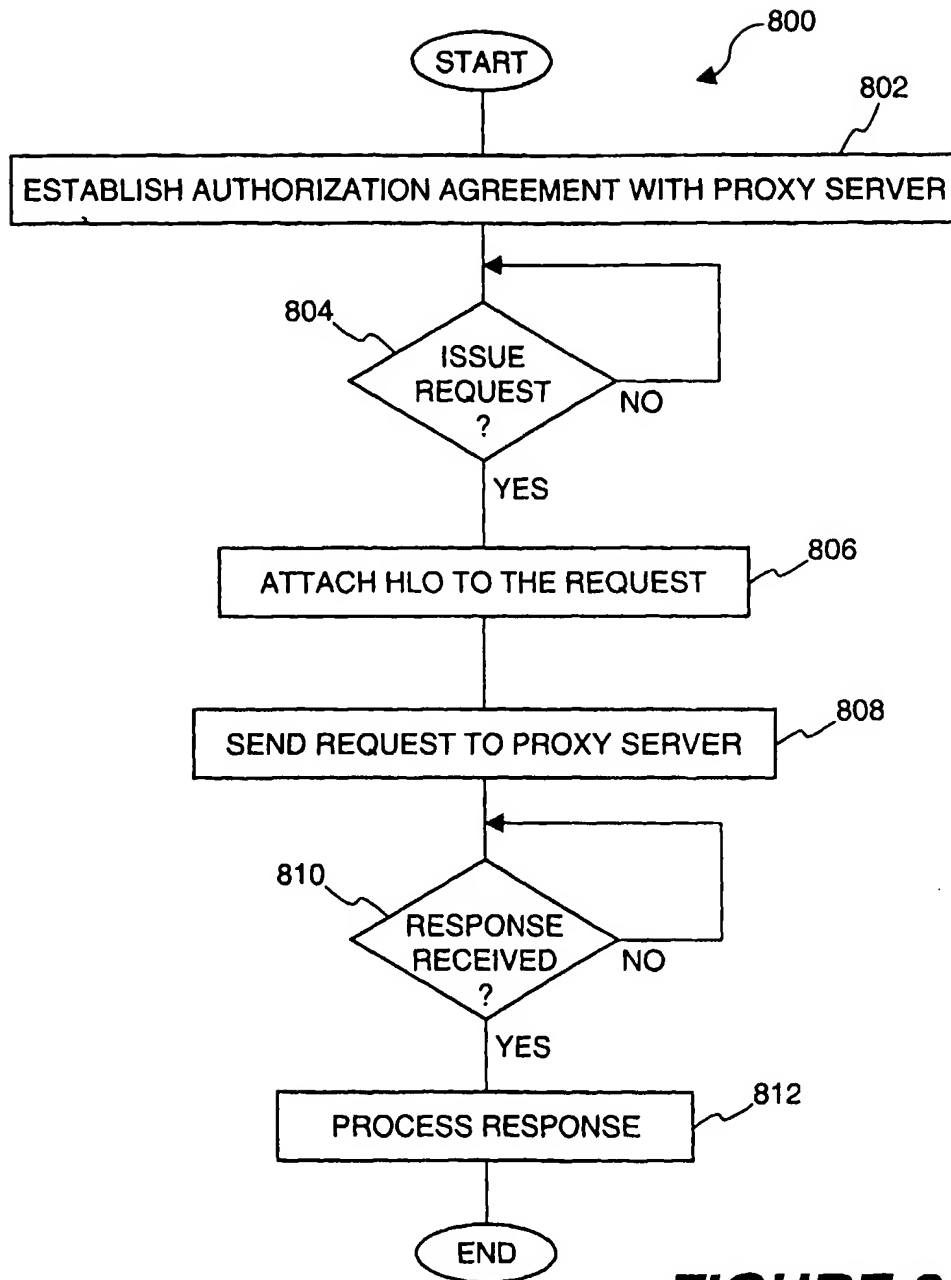 START
800
802
ESTABLISH AUTHORIZATION AGREEMENT WITH PROXY SERVER
804
ISSUE
REQUEST
?
NO
YES
ATTACH HLO TO THE REQUEST
806
SEND REQUEST TO PROXY SERVER
808
810
RESPONSE
RECEIVED
?
NO
YES
PROCESS RESPONSE
812
END
FIGURE